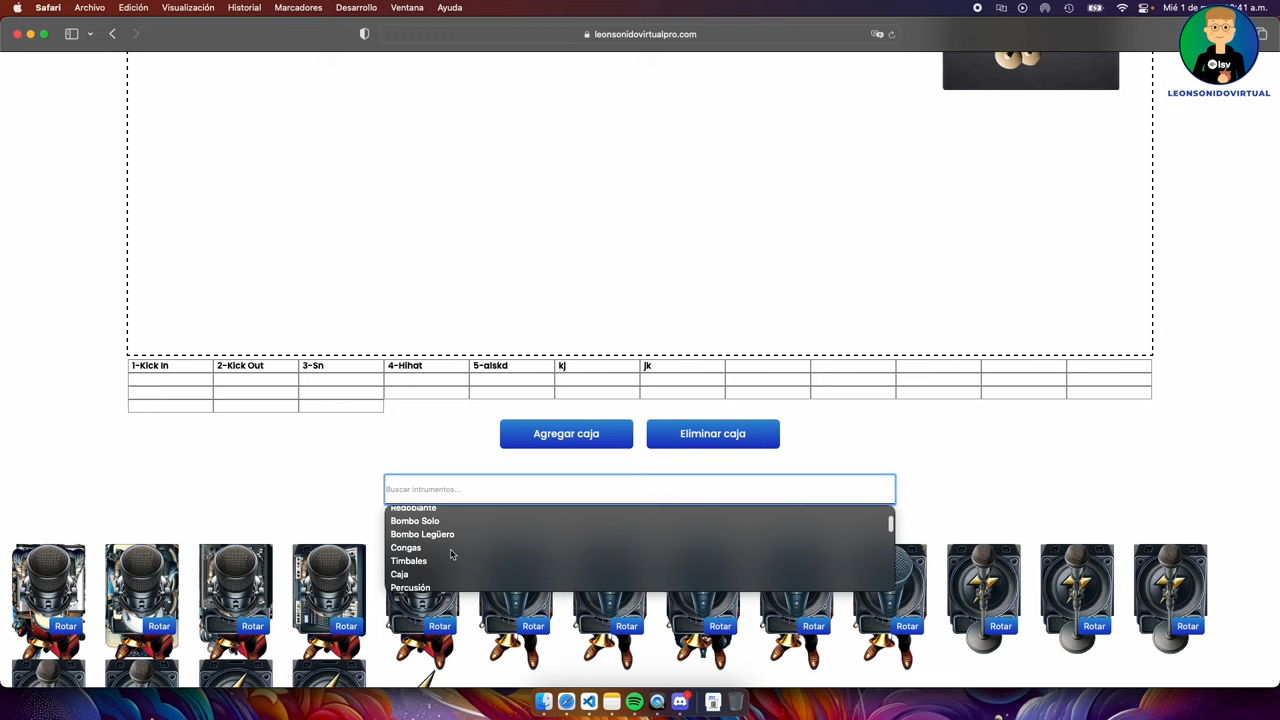 Safari Archivo Edición Visualización Historial Marcadores Desarrollo Ventana Ayuda
leonsonidovirtualpro.com
lsv
LEONSONIDOVIRTUAL
1-Kick In 2-Kick Out 3-Sn 4-Hihat 5-alskd kj jk
Agregar caja Eliminar caja
Buscar intrumentos...
Redoblante
Bombo Solo
Bombo Legüero
Congas
Timbales
Caja
Percusión
Rotar Rotar Rotar Rotar Rotar Rotar Rotar Rotar Rotar Rotar Rotar Rotar Rotar